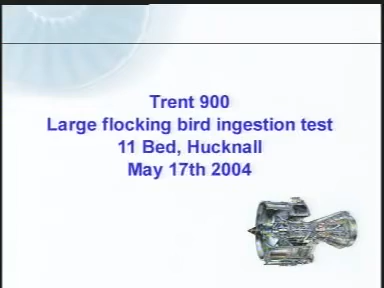 Trent 900
Large flocking bird ingestion test
11 Bed, Hucknall
May 17th 2004